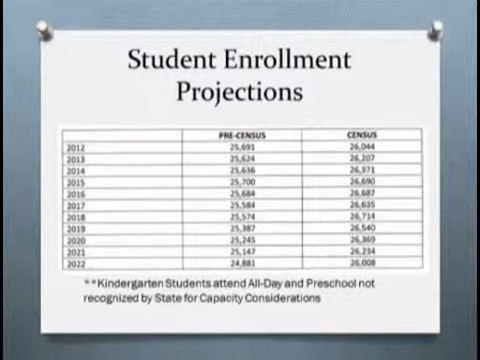 Student Enrollment
Projections
PRE-CENSUS CENSUS
2012 25,691 26,044
2013 25,624 26,207
2014 25,636 26,371
2015 25,700 26,690
2016 25,684 26,687
2017 25,584 26,635
2018 25,574 26,714
2019 25,387 26,540
2020 25,245 26,369
2021 25,147 26,234
2022 24,881 26,008
**Kindergarten Students attend All-Day and Preschool not
recognized by State for Capacity Considerations